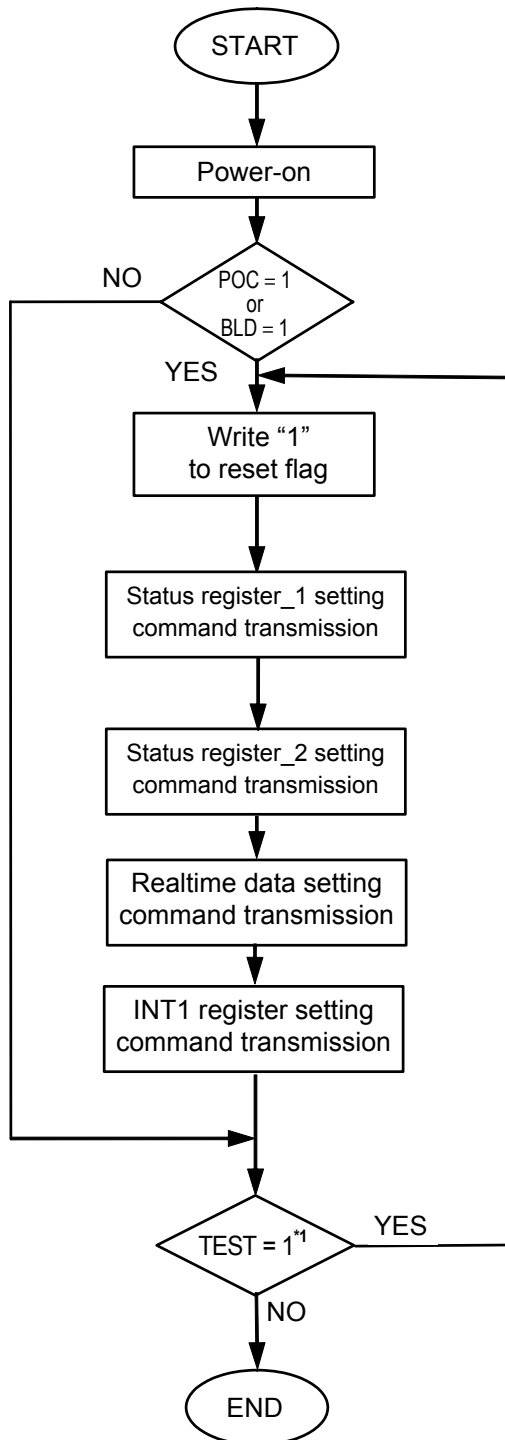 START
Power-on
NO
POC = 1
or
BLD = 1
YES
Write “1”
to reset flag
Status register_1 setting
command transmission
Status register_2 setting
command transmission
Realtime data setting
command transmission
INT1 register setting
command transmission
TEST = 1*1
YES
NO
END